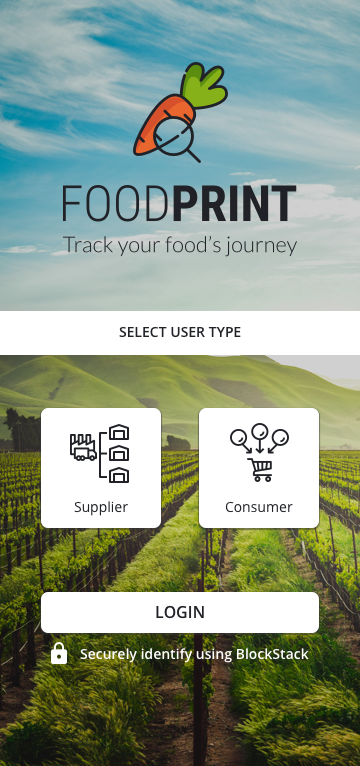 FOODPRINT
Track your food's journey
SELECT USER TYPE
Supplier
Consumer
LOGIN
Securely identify using BlockStack